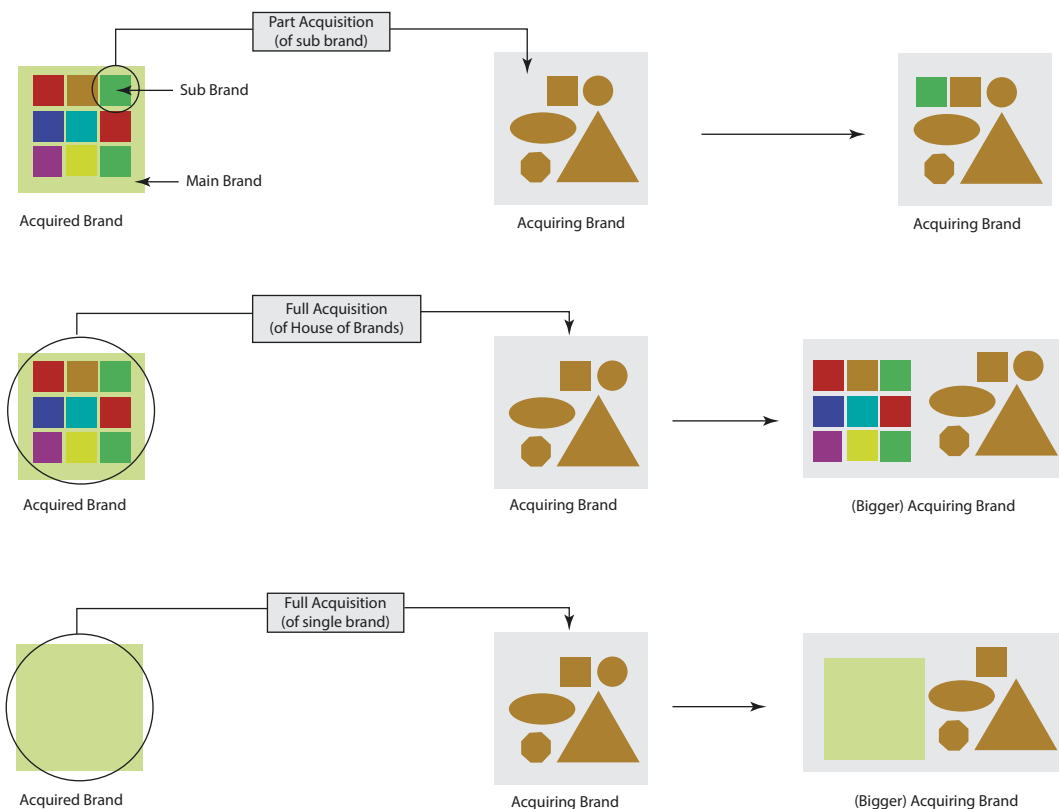 Part Acquisition
(of sub brand)
Sub Brand
Main Brand
Acquired Brand
Acquiring Brand
Acquiring Brand
Full Acquisition
(of House of Brands)
Acquired Brand
Acquiring Brand
(Bigger) Acquiring Brand
Full Acquisition
(of single brand)
Acquired Brand
Acquiring Brand
(Bigger) Acquiring Brand